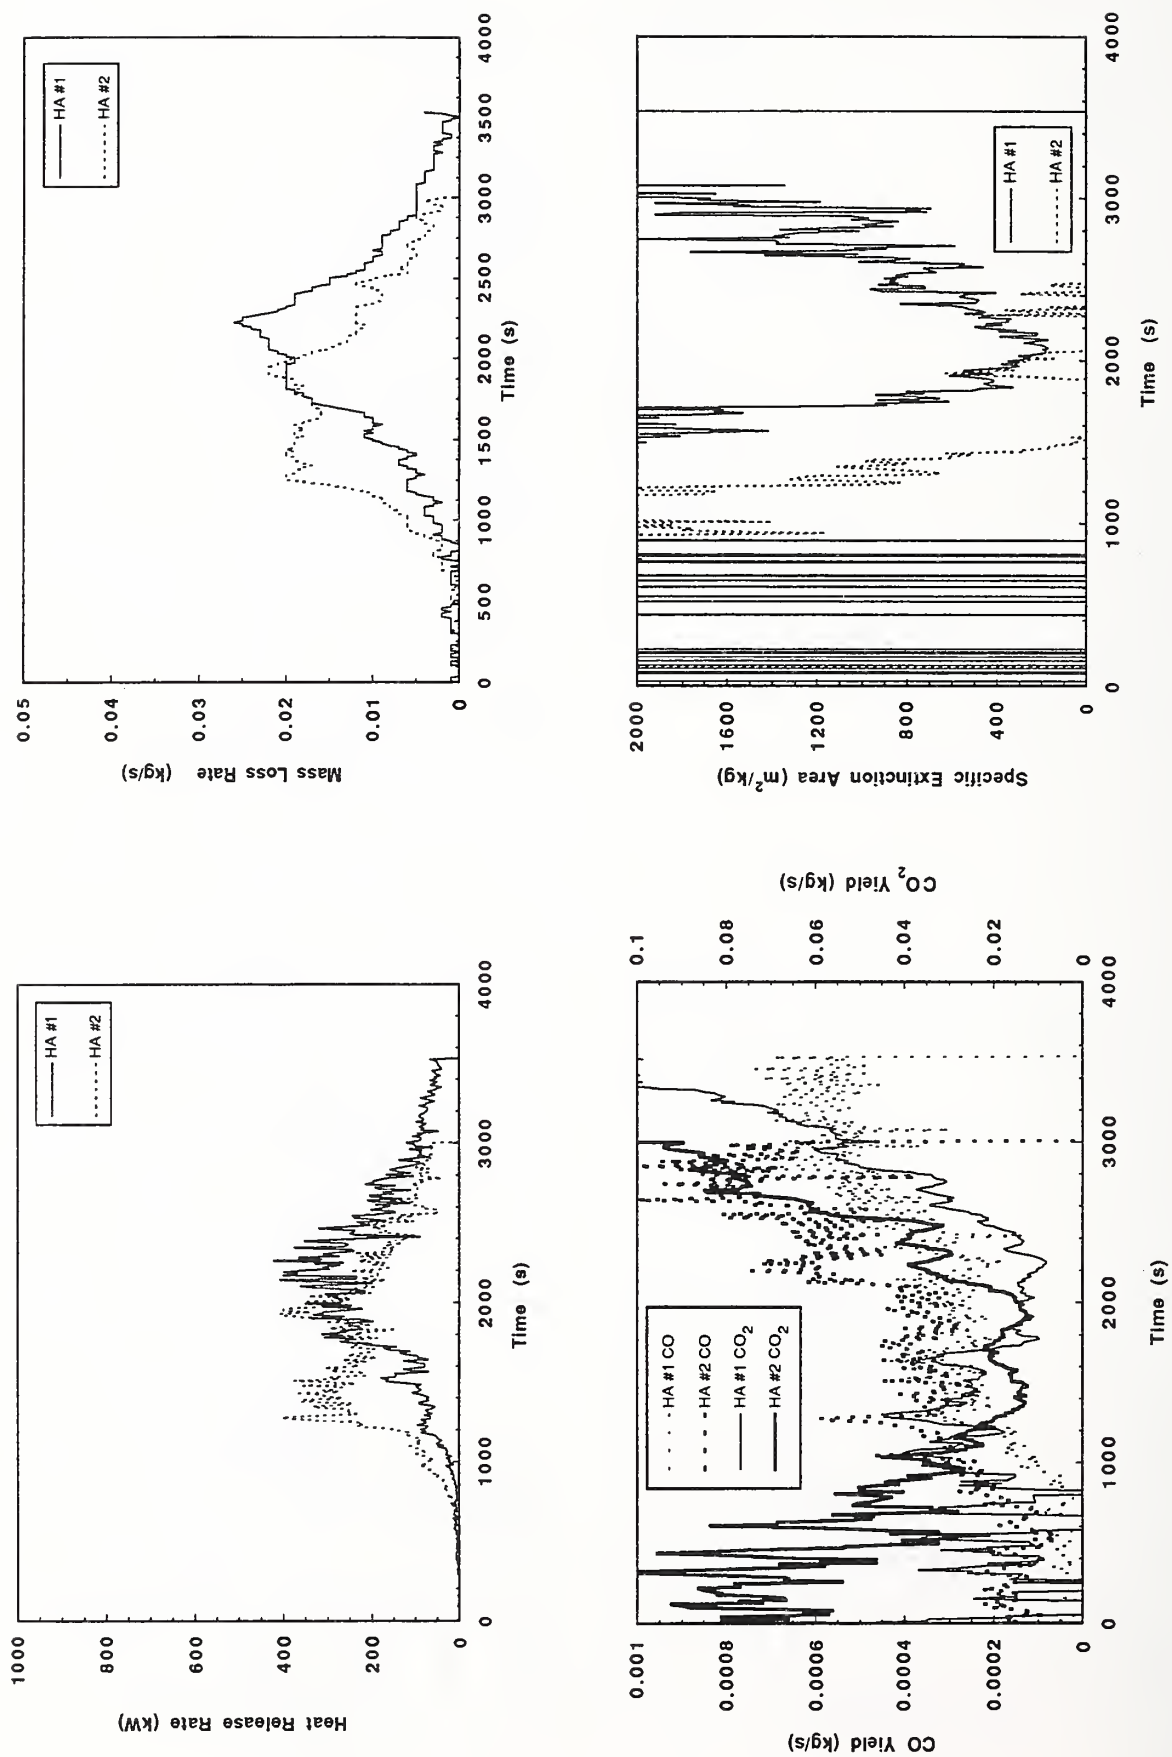 1000
800
600
400
200
0
Heat Release Rate (kW)
0
1000
2000
3000
4000
Time (s)
HA #1
HA #2
0.05
0.04
0.03
0.02
0.01
0
Mass Loss Rate (kg/s)
0
500
1000
1500
2000
2500
3000
3500
4000
Time (s)
HA #1
HA #2
0.001
0.0008
0.0006
0.0004
0.0002
0
CO Yield (kg/s)
0
1000
2000
3000
4000
Time (s)
HA #1 CO
HA #2 CO
HA #1 CO₂
HA #2 CO₂
0.1
0.08
0.06
0.04
0.02
0
CO₂ Yield (kg/s)
2000
1600
1200
800
400
0
Specific Extinction Area (m²/kg)
0
1000
2000
3000
4000
Time (s)
HA #1
HA #2